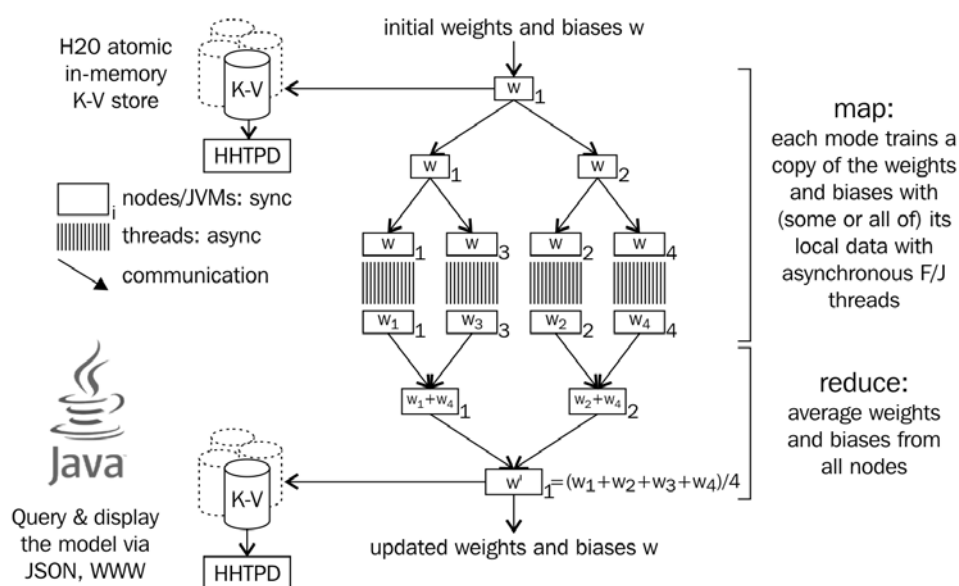 initial weights and biases w
H20 atomic
in-memory
K-V store
K-V
HHTPD
w 1
w 1
w 2
nodes/JVMs: sync
i
threads: async
communication
w 1
w 3
w 2
w 4
w₁ 1
w₃ 3
w₂ 2
w₄ 4
map:
each mode trains a
copy of the weights
and biases with
(some or all of) its
local data with
asynchronous F/J
threads
w₁+w₄ 1
w₂+w₄ 2
reduce:
average weights
and biases from
all nodes
Java
K-V
w' 1 =(w₁+w₂+w₃+w₄)/4
updated weights and biases w
Query & display
the model via
JSON, WWW
HHTPD